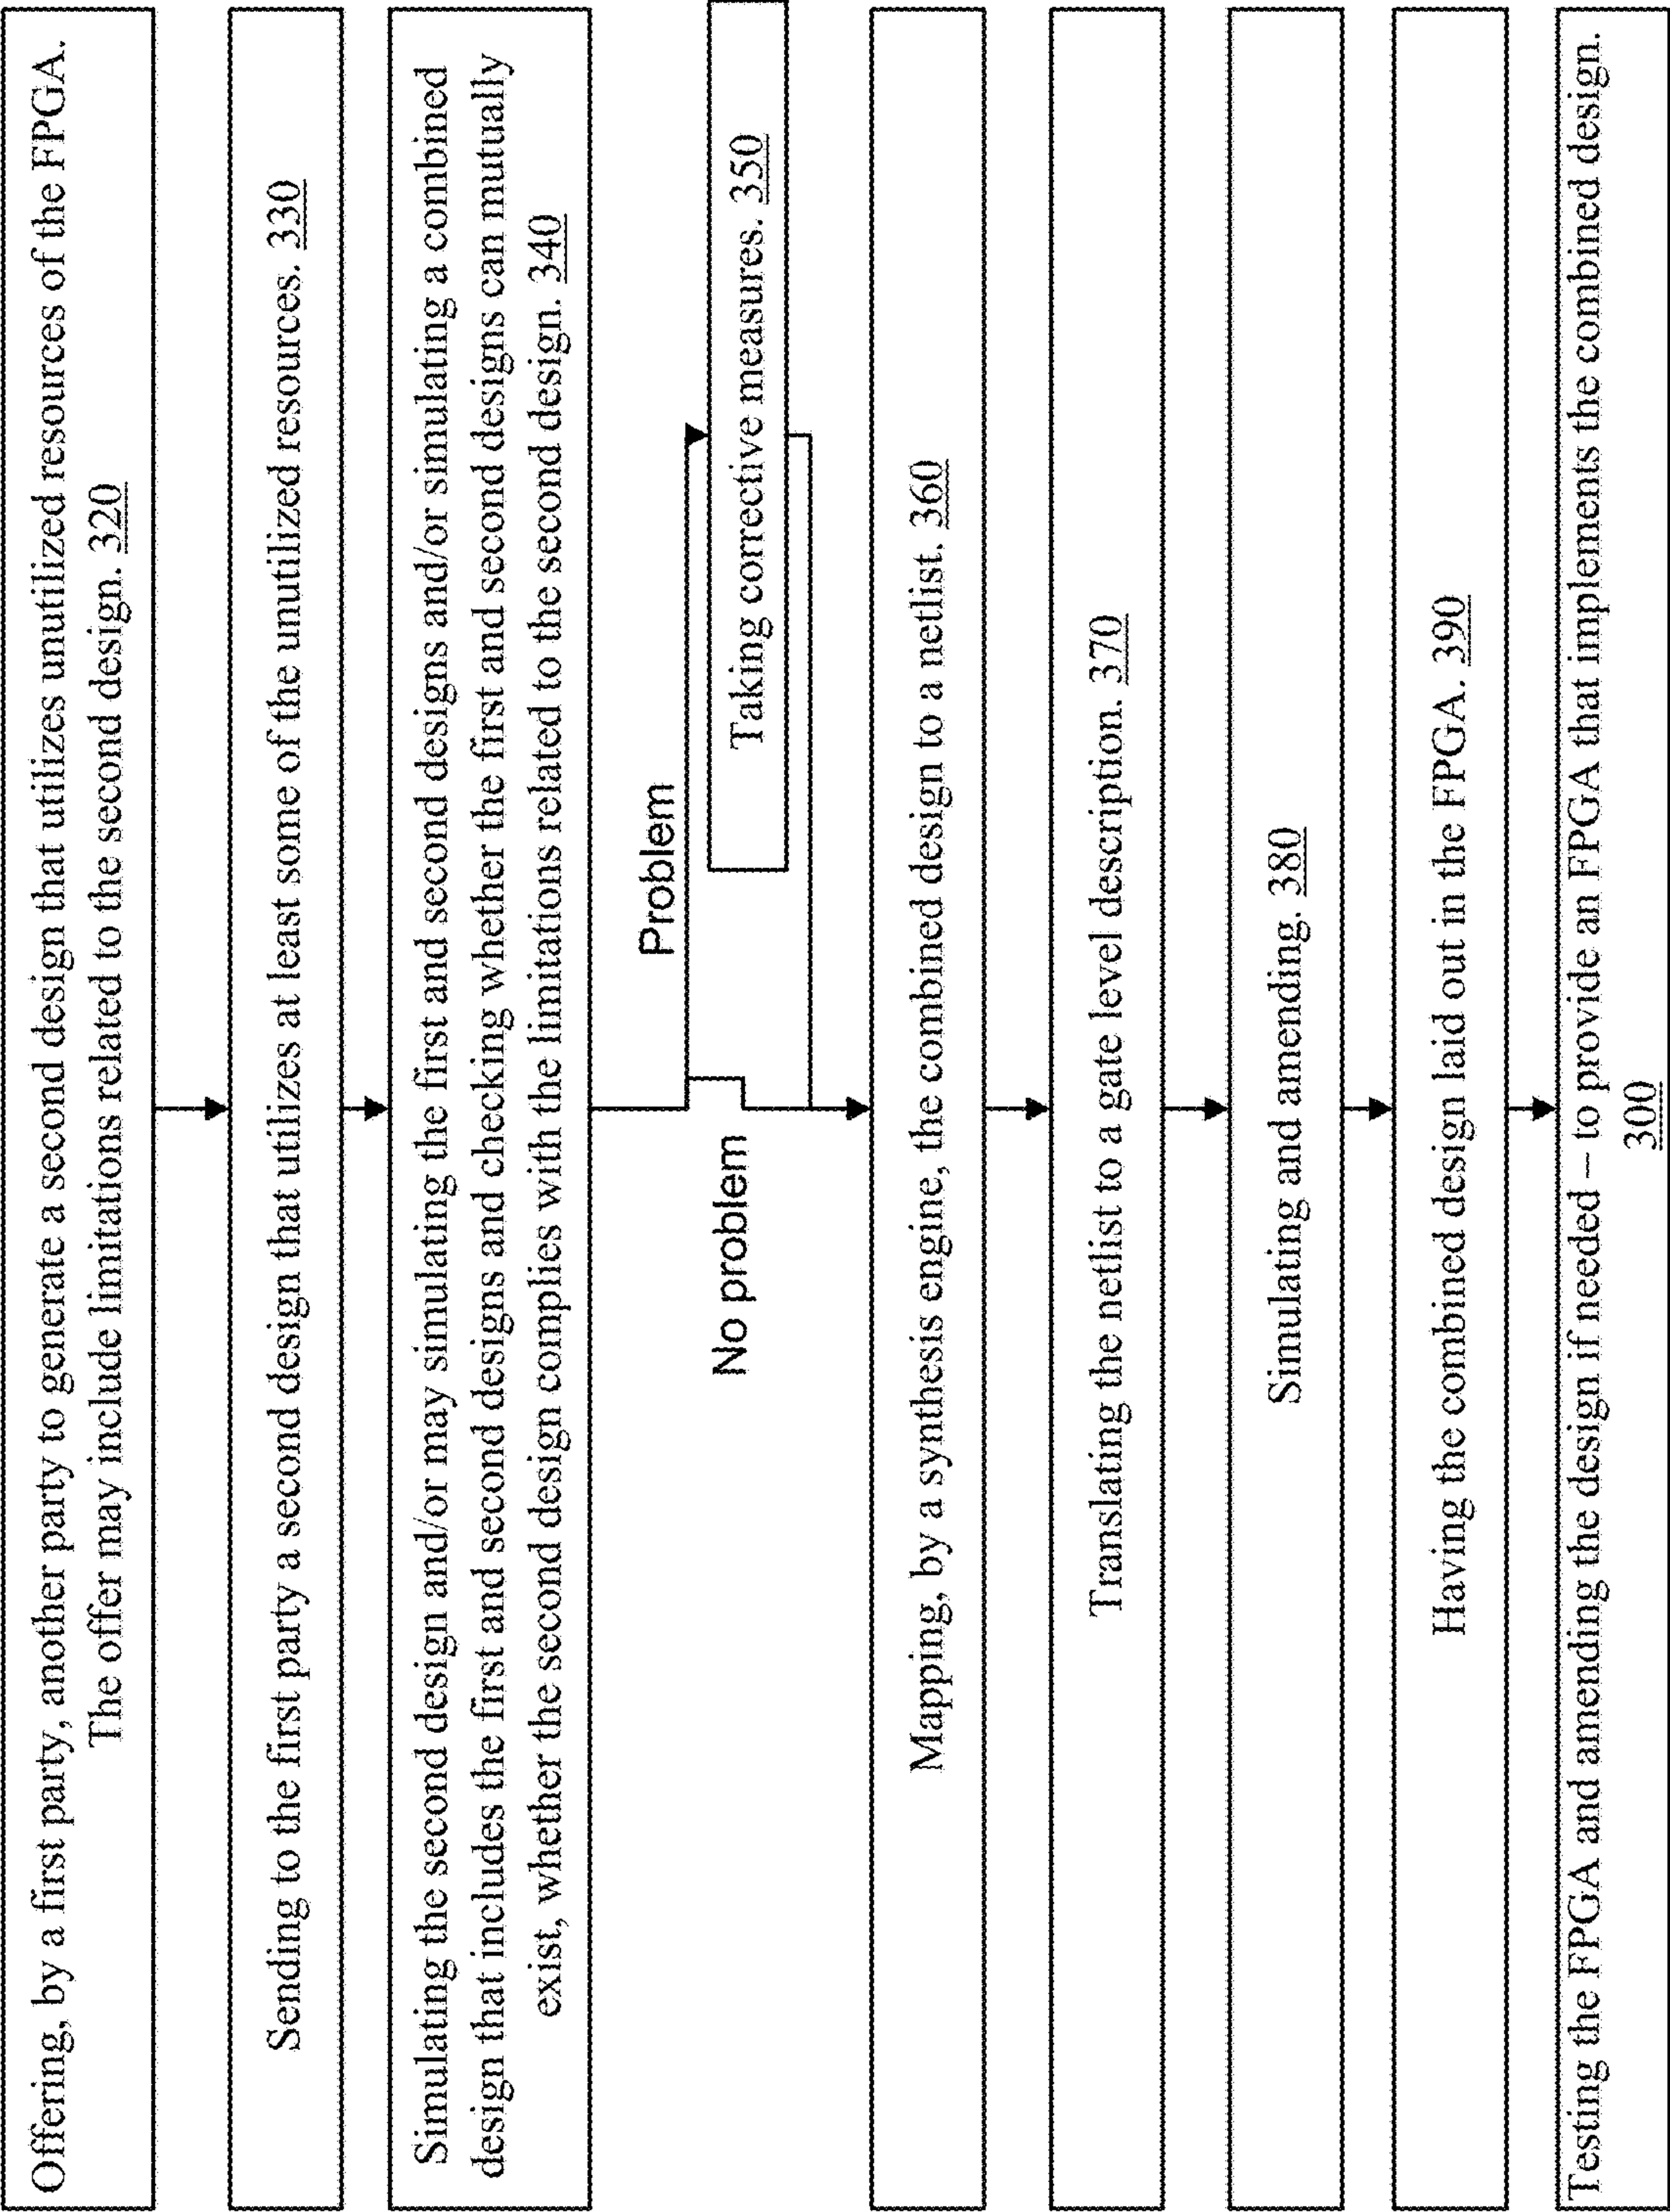 Offering, by a first party, another party to generate a second design that utilizes unutilized resources of the FPGA.
The offer may include limitations related to the second design. 320
Sending to the first party a second design that utilizes at least some of the unutilized resources. 330
Simulating the second design and/or may simulating the first and second designs and/or simulating a combined
design that includes the first and second designs and checking whether the first and second designs can mutually
exist, whether the second design complies with the limitations related to the second design. 340
Problem
Taking corrective measures. 350
No problem
Mapping, by a synthesis engine, the combined design to a netlist. 360
Translating the netlist to a gate level description. 370
Simulating and amending. 380
Having the combined design laid out in the FPGA. 390
Testing the FPGA and amending the design if needed – to provide an FPGA that implements the combined design.
300